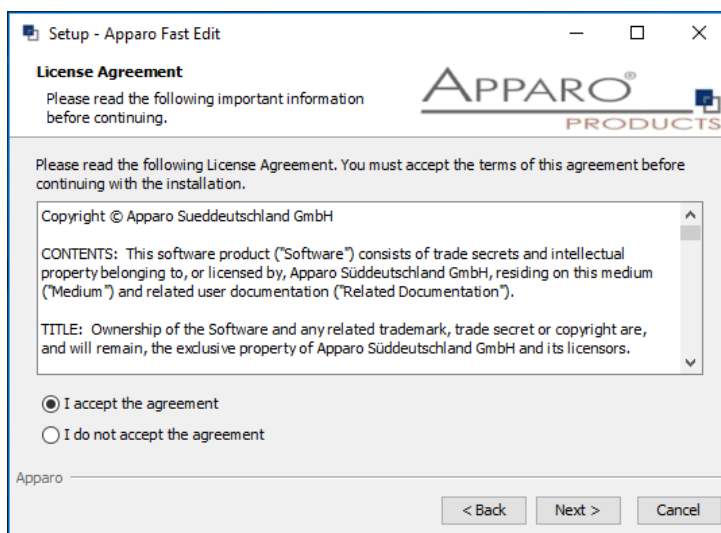 Setup - Apparo Fast Edit
License Agreement
Please read the following important information
before continuing.
APPARO®
PRODUCTS
Please read the following License Agreement. You must accept the terms of this agreement before
continuing with the installation.
Copyright © Apparo Sueddeutschland GmbH
CONTENTS: This software product ("Software") consists of trade secrets and intellectual
property belonging to, or licensed by, Apparo Süddeutschland GmbH, residing on this medium
("Medium") and related user documentation ("Related Documentation").
TITLE: Ownership of the Software and any related trademark, trade secret or copyright are,
and will remain, the exclusive property of Apparo Süddeutschland GmbH and its licensors.
I accept the agreement
I do not accept the agreement
Apparo
< Back Next > Cancel